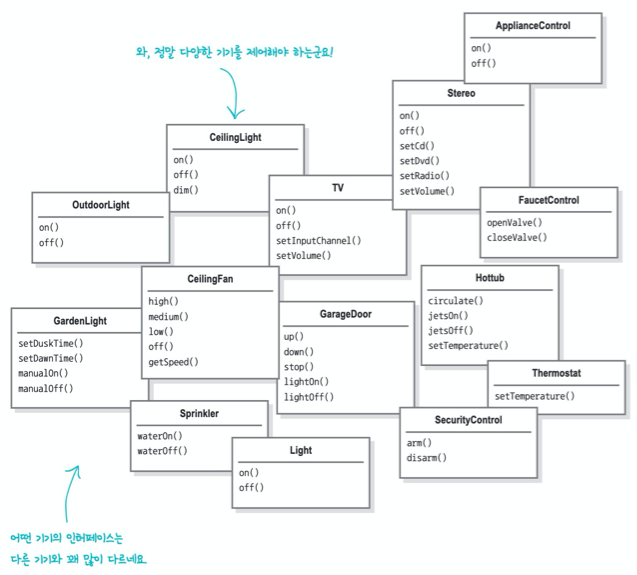 ApplianceControl
on()
off()
와, 정말 다양한 기기를 제어해야 하는군요!
Stereo
on()
off()
setCd()
setDvd()
setRadio()
setVolume()
CeilingLight
on()
off()
dim()
TV
on()
off()
setInputChannel()
setVolume()
OutdoorLight
on()
off()
FaucetControl
openValve()
closeValve()
CeilingFan
high()
medium()
low()
off()
getSpeed()
Hottub
circulate()
jetsOn()
jetsOff()
setTemperature()
GardenLight
setDuskTime()
setDawnTime()
manualOn()
manualOff()
GarageDoor
up()
down()
stop()
lightOn()
lightOff()
Thermostat
setTemperature()
Sprinkler
waterOn()
waterOff()
SecurityControl
arm()
disarm()
Light
on()
off()
어떤 기기의 인터페이스는
다른 기기와 꽤 많이 다르네요.